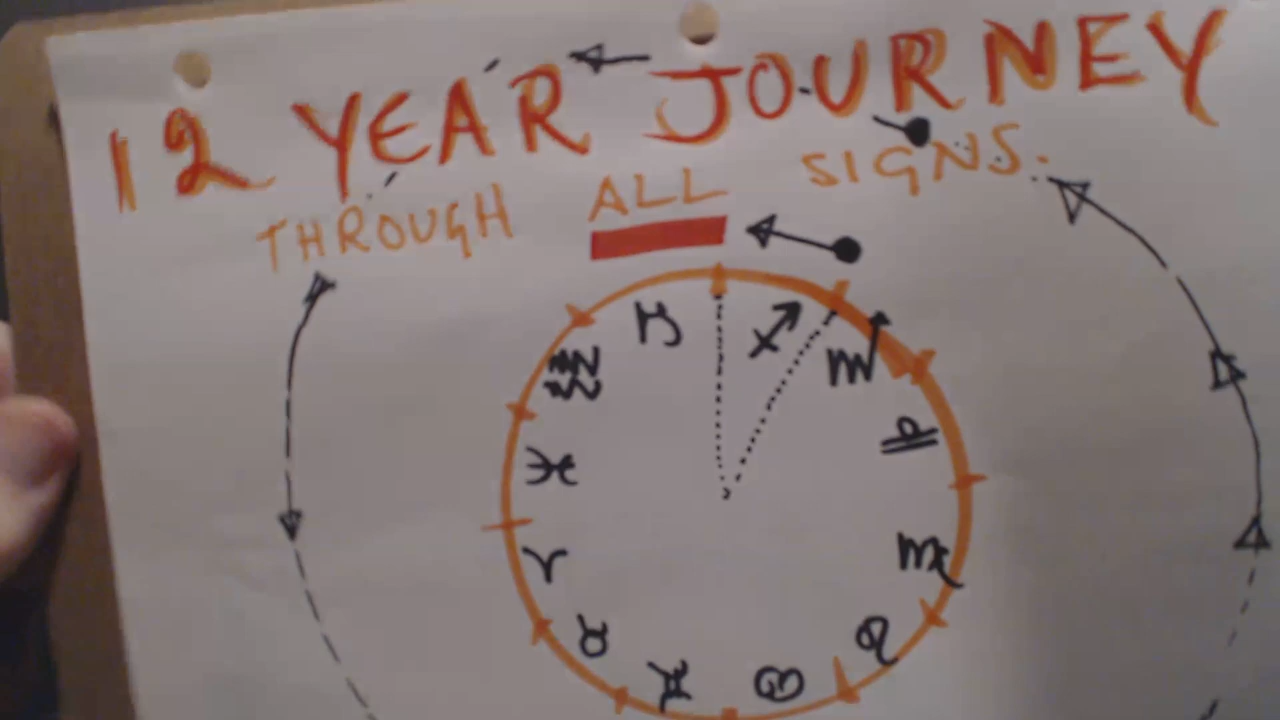 12 YEAR JOURNEY
THROUGH ALL SIGNS.
♑ ♐ ♏
♒ ♎
♓
♈ ♍
♉ ♌
♊ ♋